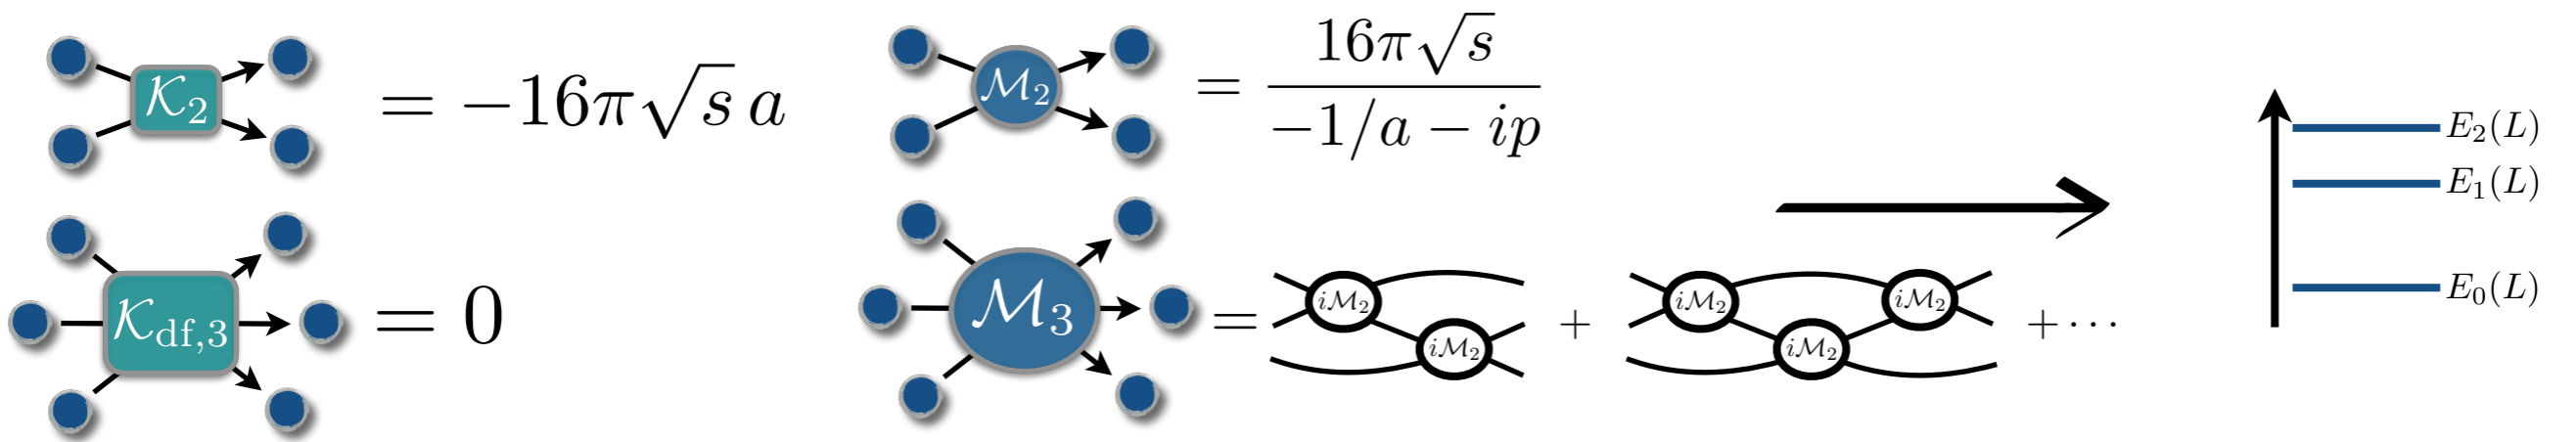 𝒦₂ = −16π√s a
ℳ₂ = 16π√s / (−1/a − ip)
𝒦df,3 = 0
ℳ₃ = iℳ₂ iℳ₂ + iℳ₂ iℳ₂ iℳ₂ + ⋯
E₂(L)
E₁(L)
E₀(L)